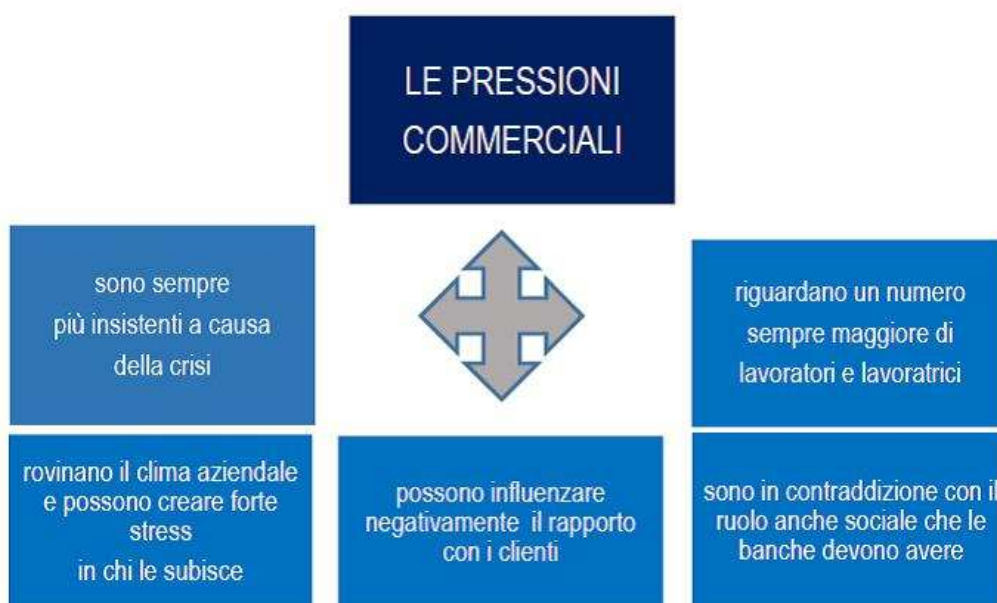 LE PRESSIONI
COMMERCIALI
sono sempre
più insistenti a causa
della crisi
riguardano un numero
sempre maggiore di
lavoratori e lavoratrici
rovinano il clima aziendale
e possono creare forte
stress
in chi le subisce
possono influenzare
negativamente il rapporto
con i clienti
sono in contraddizione con il
ruolo anche sociale che le
banche devono avere